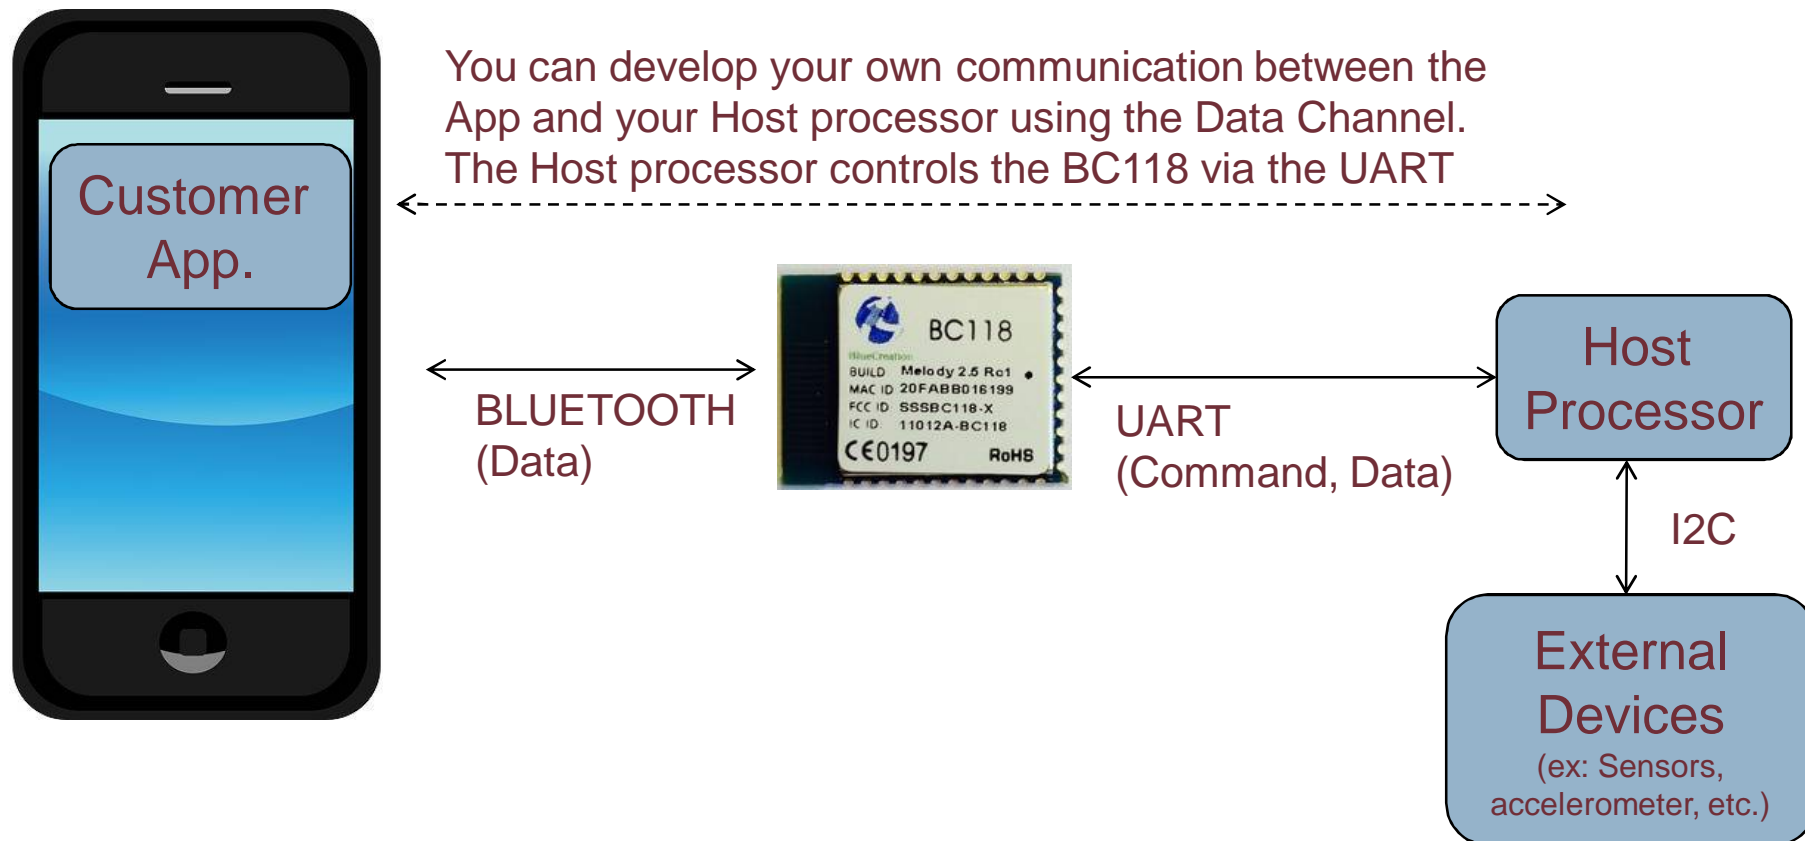 You can develop your own communication between the
App and your Host processor using the Data Channel.
The Host processor controls the BC118 via the UART
Customer
App.
BC118
BlueCreation
BUILD Melody 2.5 Rc1
MAC ID 20FABB016199
FCC ID SSSBC118-X
IC ID: 11012A-BC118
CE0197 RoHS
BLUETOOTH
(Data)
UART
(Command, Data)
Host
Processor
I2C
External
Devices
(ex: Sensors,
accelerometer, etc.)